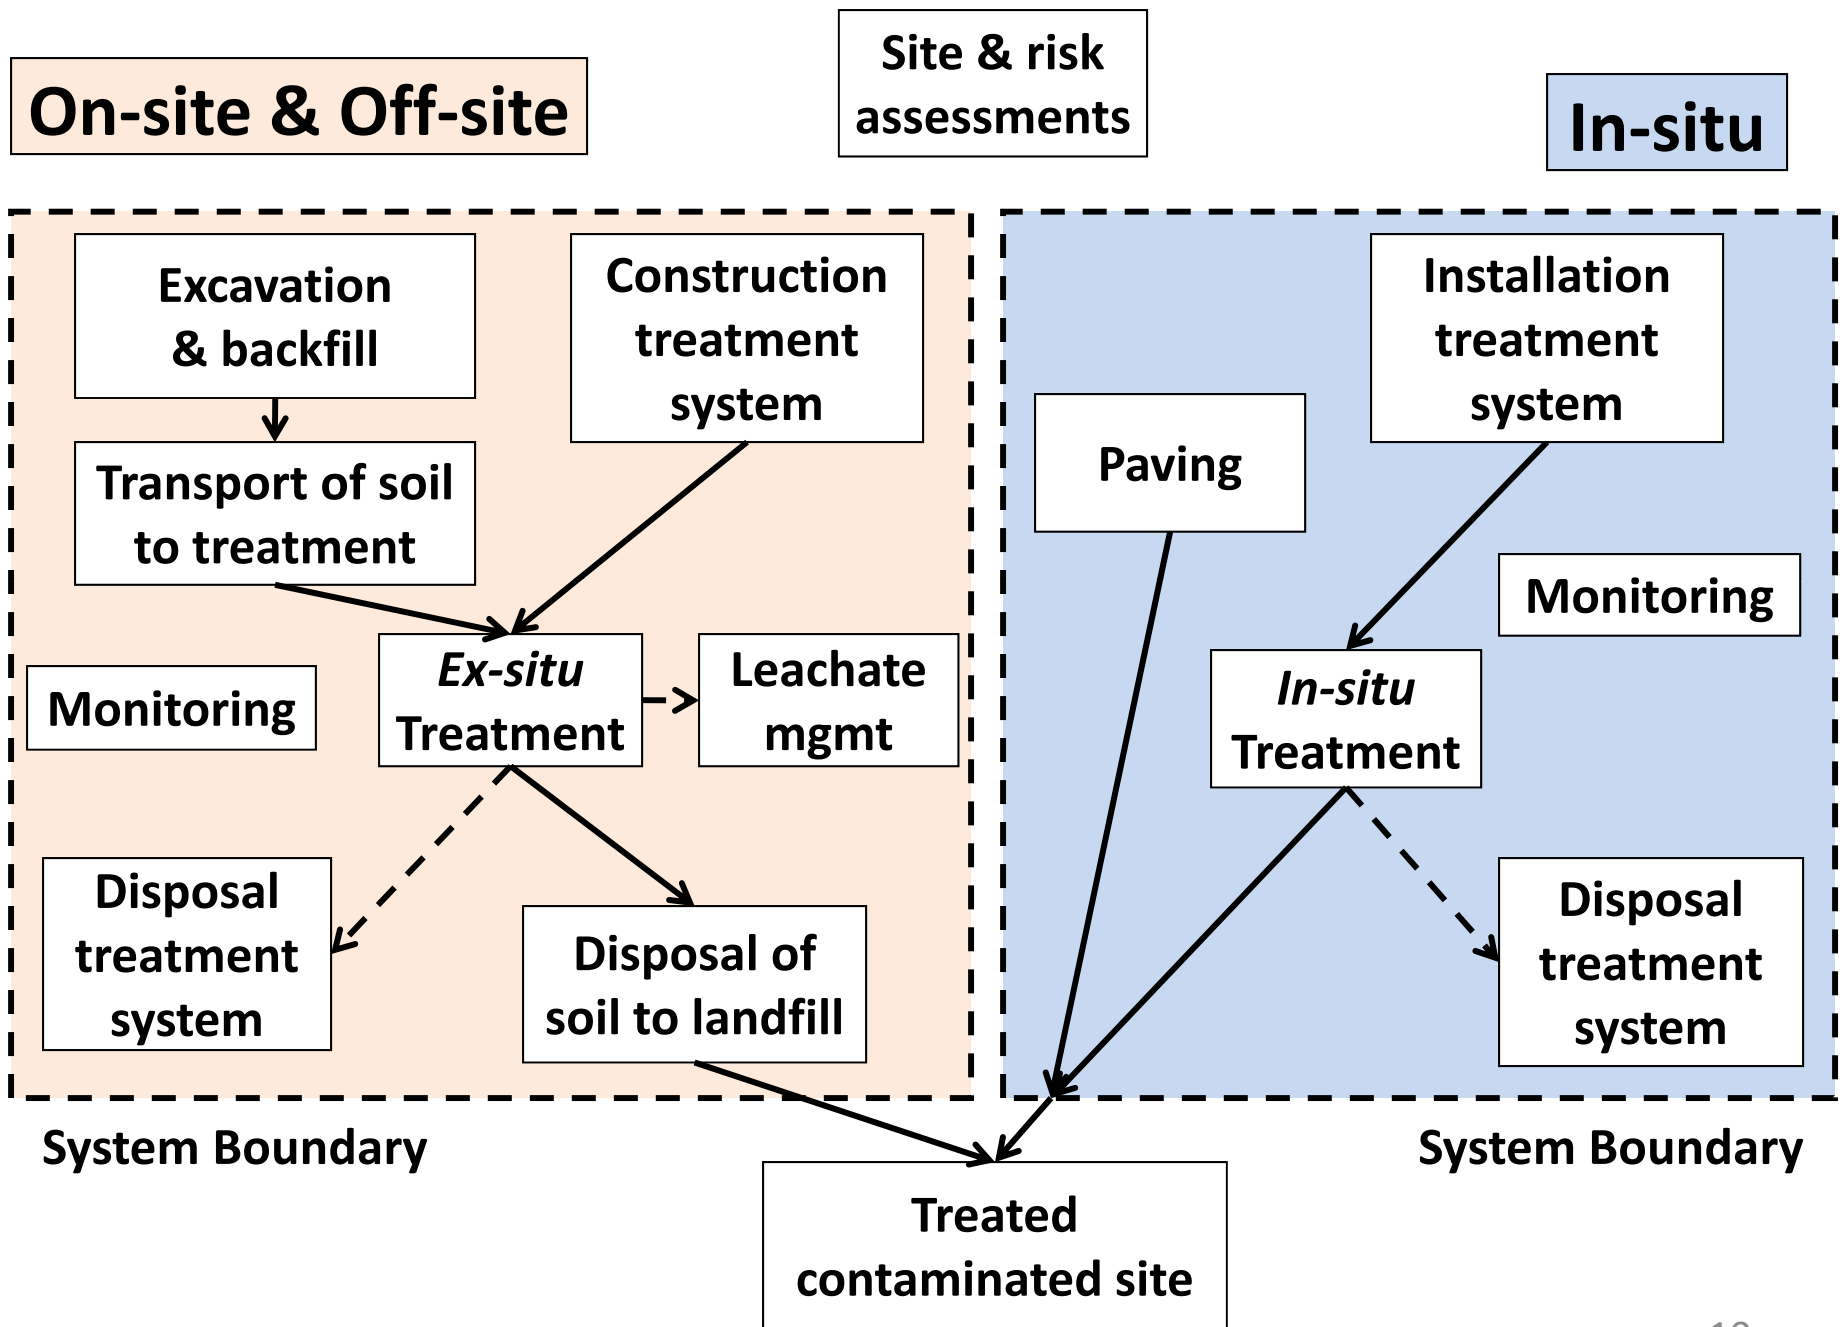 Site & risk
assessments
On-site & Off-site
In-situ
Excavation
& backfill
Construction
treatment
system
Transport of soil
to treatment
Ex-situ
Treatment
Leachate
mgmt
Monitoring
Disposal
treatment
system
Disposal of
soil to landfill
System Boundary
Installation
treatment
system
Paving
Monitoring
In-situ
Treatment
Disposal
treatment
system
System Boundary
Treated
contaminated site